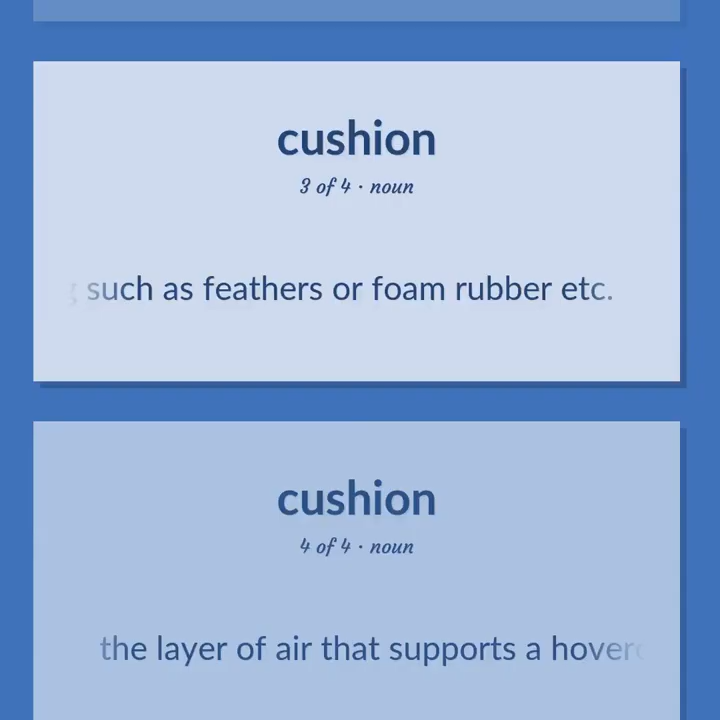 cushion
3 of 4 · noun
such as feathers or foam rubber etc.
cushion
4 of 4 · noun
the layer of air that supports a